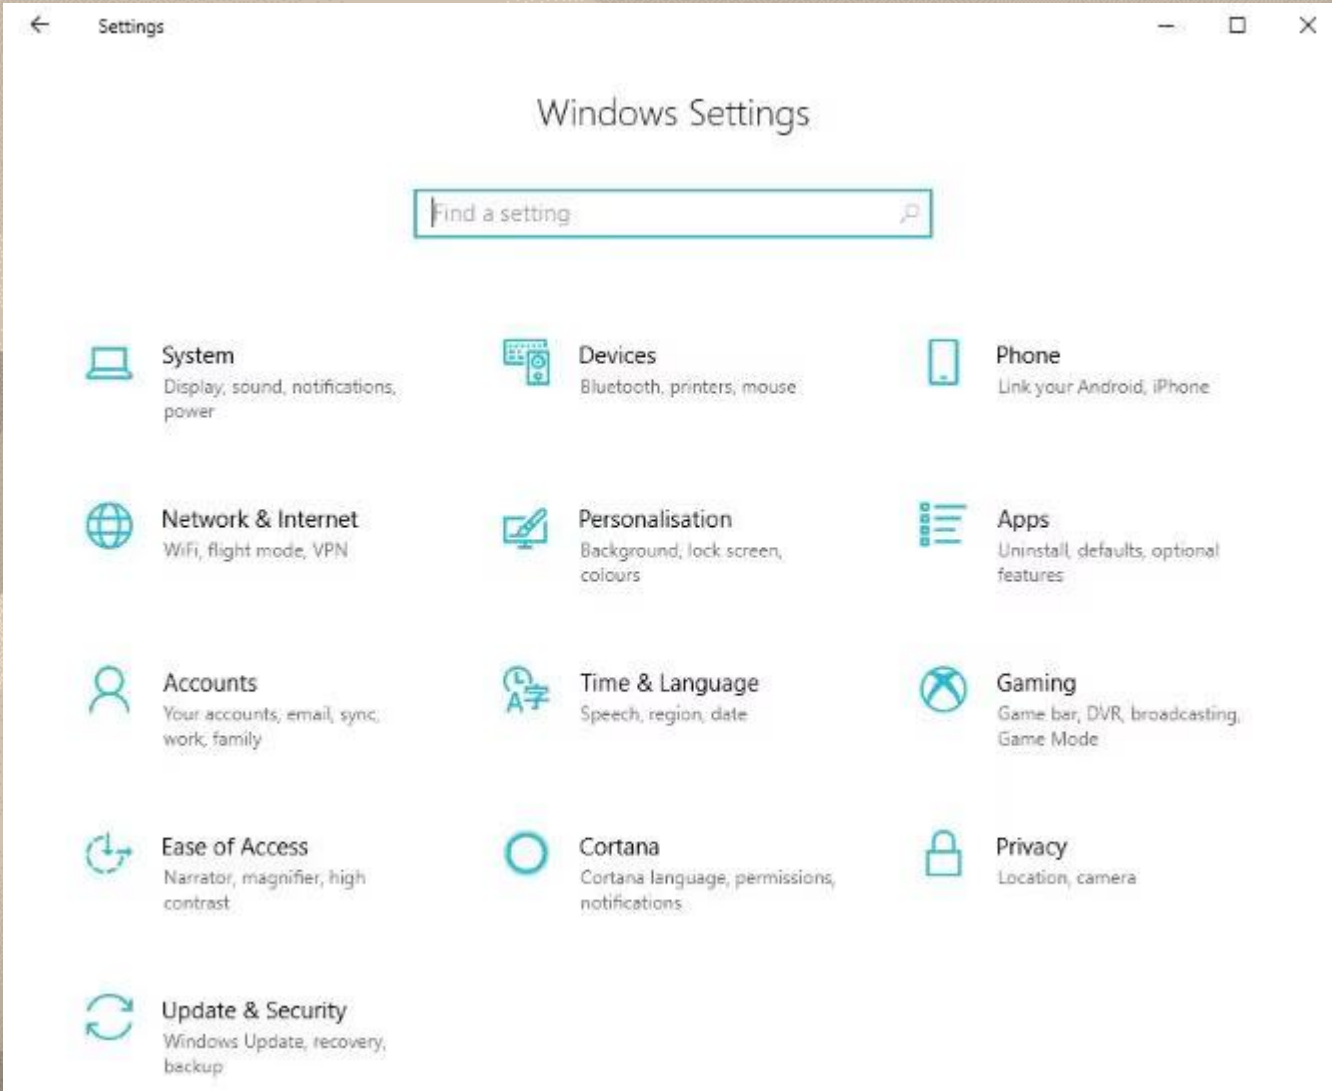 Settings
Windows Settings
Find a setting
System
Display, sound, notifications,
power
Devices
Bluetooth, printers, mouse
Phone
Link your Android, iPhone
Network & Internet
WiFi, flight mode, VPN
Personalisation
Background, lock screen,
colours
Apps
Uninstall, defaults, optional
features
Accounts
Your accounts, email, sync,
work, family
Time & Language
Speech, region, date
Gaming
Game bar, DVR, broadcasting,
Game Mode
Ease of Access
Narrator, magnifier, high
contrast
Cortana
Cortana language, permissions,
notifications
Privacy
Location, camera
Update & Security
Windows Update, recovery,
backup